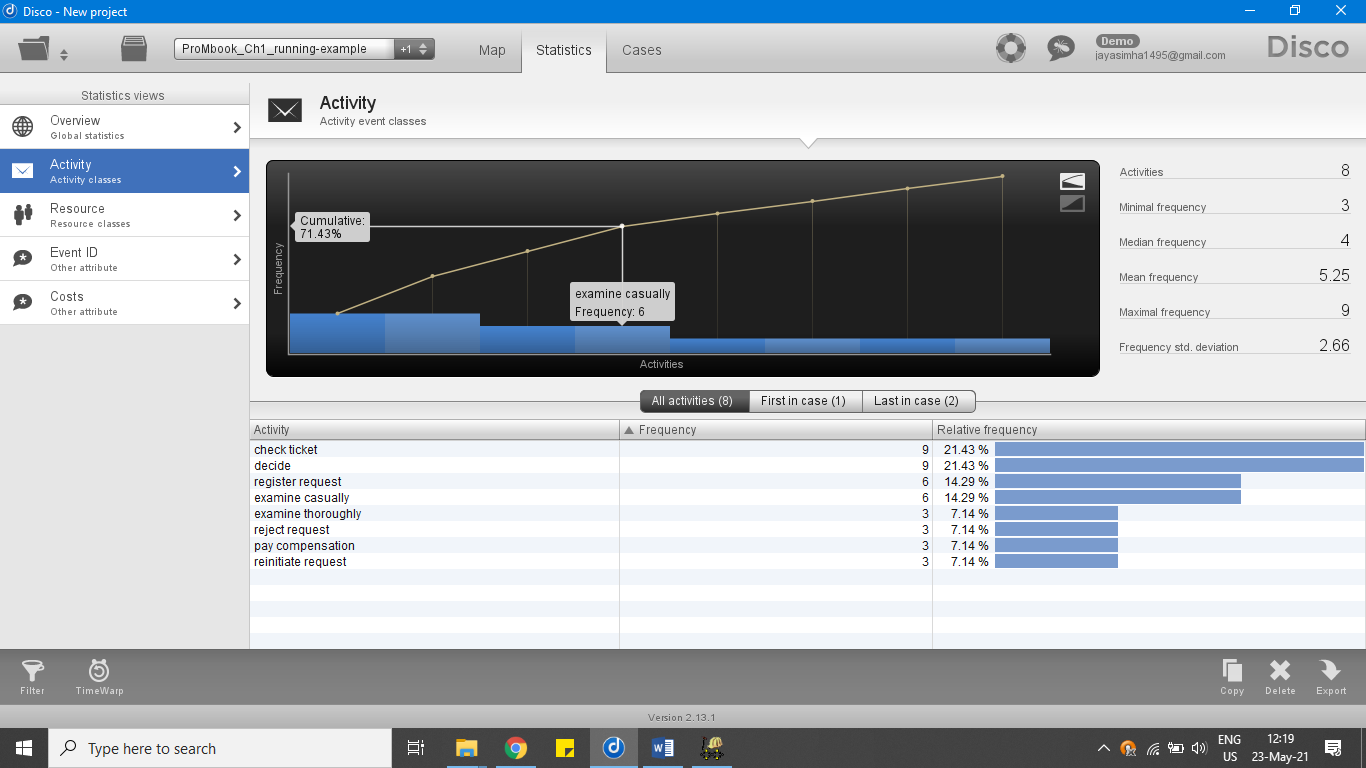 Disco - New project
ProMbook_Ch1_running-example
+1
Map
Statistics
Cases
Demo
jayasimha1495@gmail.com
Disco
Statistics views
Overview
Global statistics
Activity
Activity classes
Resource
Resource classes
Event ID
Other attribute
Costs
Other attribute
Activity
Activity event classes
Frequency
Cumulative:
71.43%
examine casually
Frequency: 6
Activities
Activities 8
Minimal frequency 3
Median frequency 4
Mean frequency 5.25
Maximal frequency 9
Frequency std. deviation 2.66
All activities (8) First in case (1) Last in case (2)
Activity Frequency Relative frequency
check ticket 9 21.43 %
decide 9 21.43 %
register request 6 14.29 %
examine casually 6 14.29 %
examine thoroughly 3 7.14 %
reject request 3 7.14 %
pay compensation 3 7.14 %
reinitiate request 3 7.14 %
Filter TimeWarp Copy Delete Export
Version 2.13.1
Type here to search
ENG
US
12:19
23-May-21